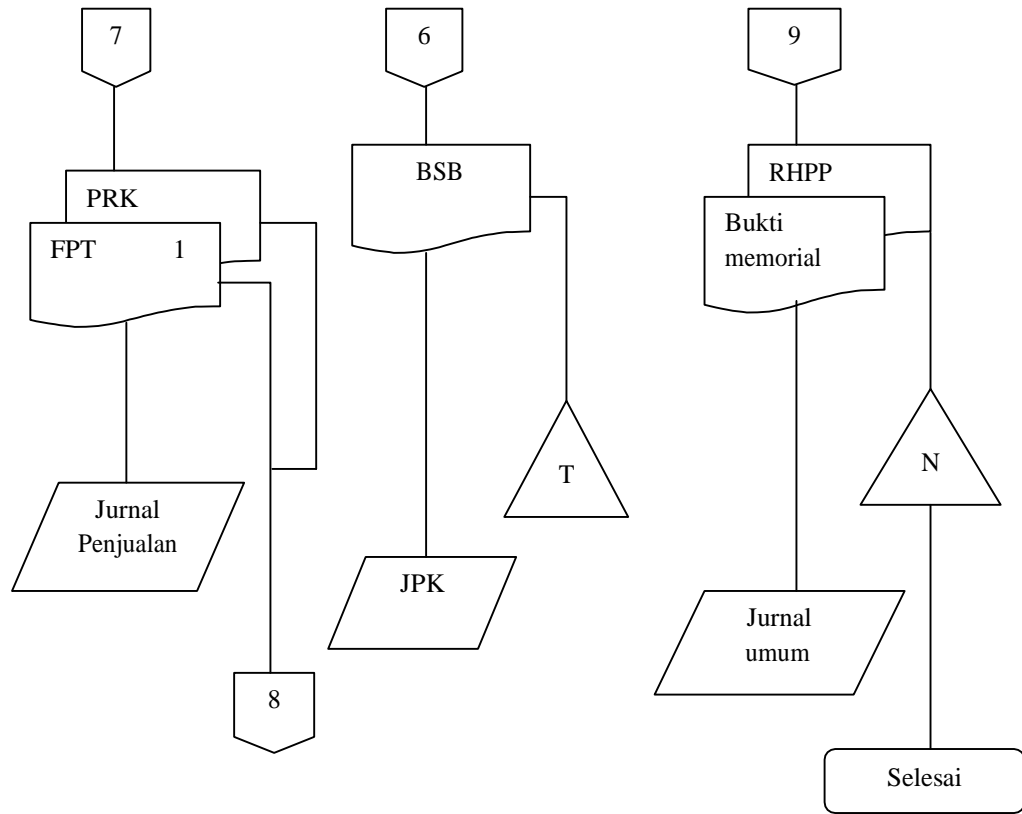 7
PRK
FPT 1
Jurnal
Penjualan
8
6
BSB
T
JPK
9
RHPP
Bukti
memorial
N
Jurnal
umum
Selesai